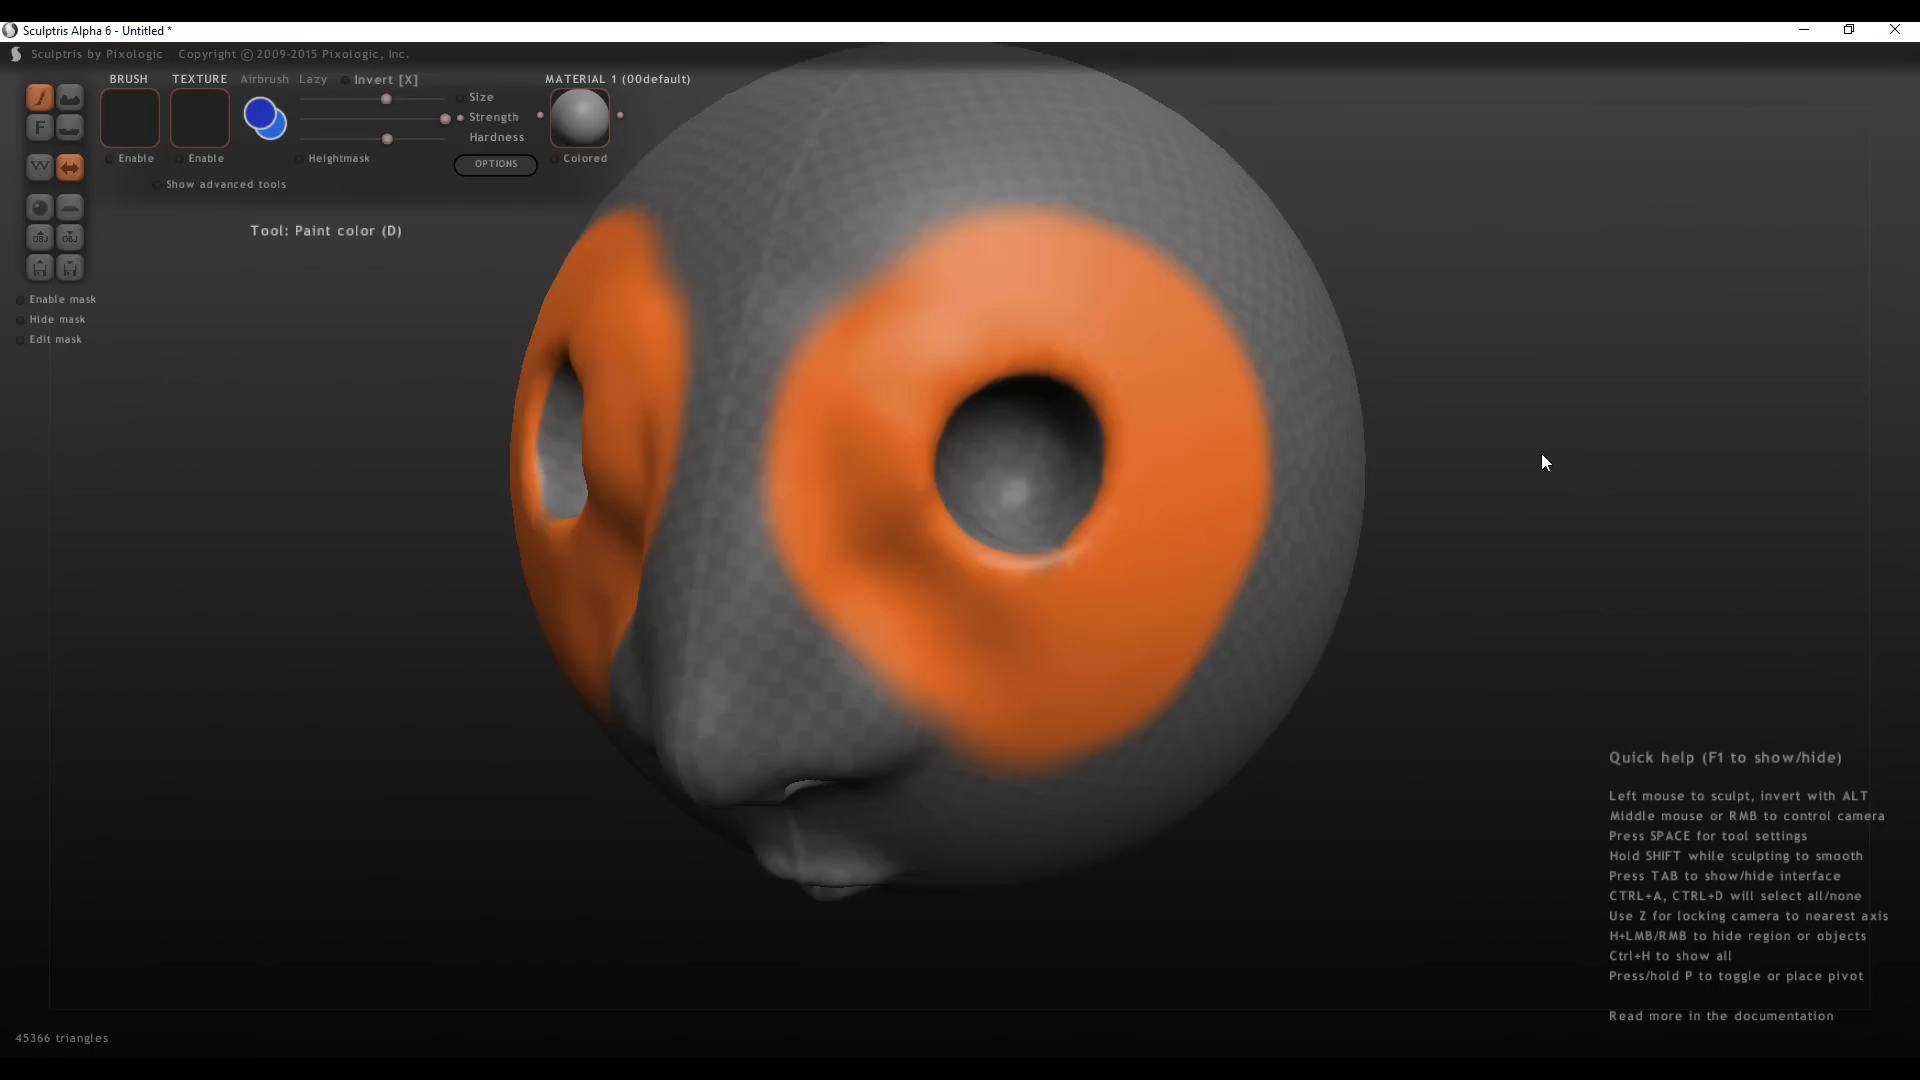 Sculptris Alpha 6 - Untitled *
Sculptris by Pixologic Copyright © 2009-2015 Pixologic, Inc.
BRUSH TEXTURE Airbrush Lazy Invert [X] MATERIAL 1 (00default)
Size
F Strength
Hardness
Enable Enable Heightmask OPTIONS Colored
Show advanced tools
Tool: Paint color (D)
OBJ OBJ
Enable mask
Hide mask
Edit mask
Quick help (F1 to show/hide)
Left mouse to sculpt, invert with ALT
Middle mouse or RMB to control camera
Press SPACE for tool settings
Hold SHIFT while sculpting to smooth
Press TAB to show/hide interface
CTRL+A, CTRL+D will select all/none
Use Z for locking camera to nearest axis
H+LMB/RMB to hide region or objects
Ctrl+H to show all
Press/hold P to toggle or place pivot
Read more in the documentation
45366 triangles